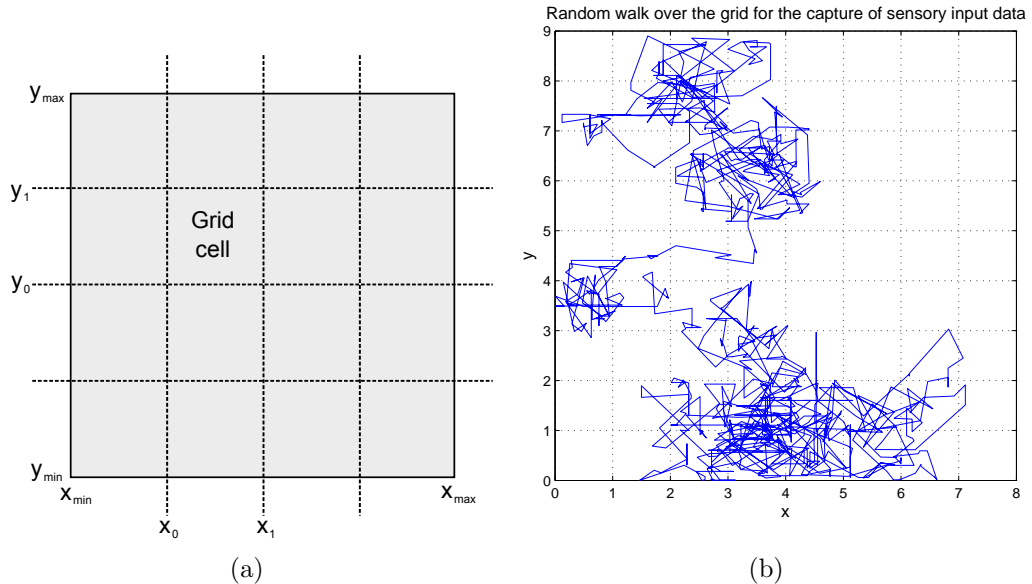 y_max
y_1
Grid
cell
y_0
y_min
x_min
x_max
x_0
x_1
(a)
Random walk over the grid for the capture of sensory input data
9
8
7
6
5
4
3
2
1
0
y
0 1 2 3 4 5 6 7 8
x
(b)